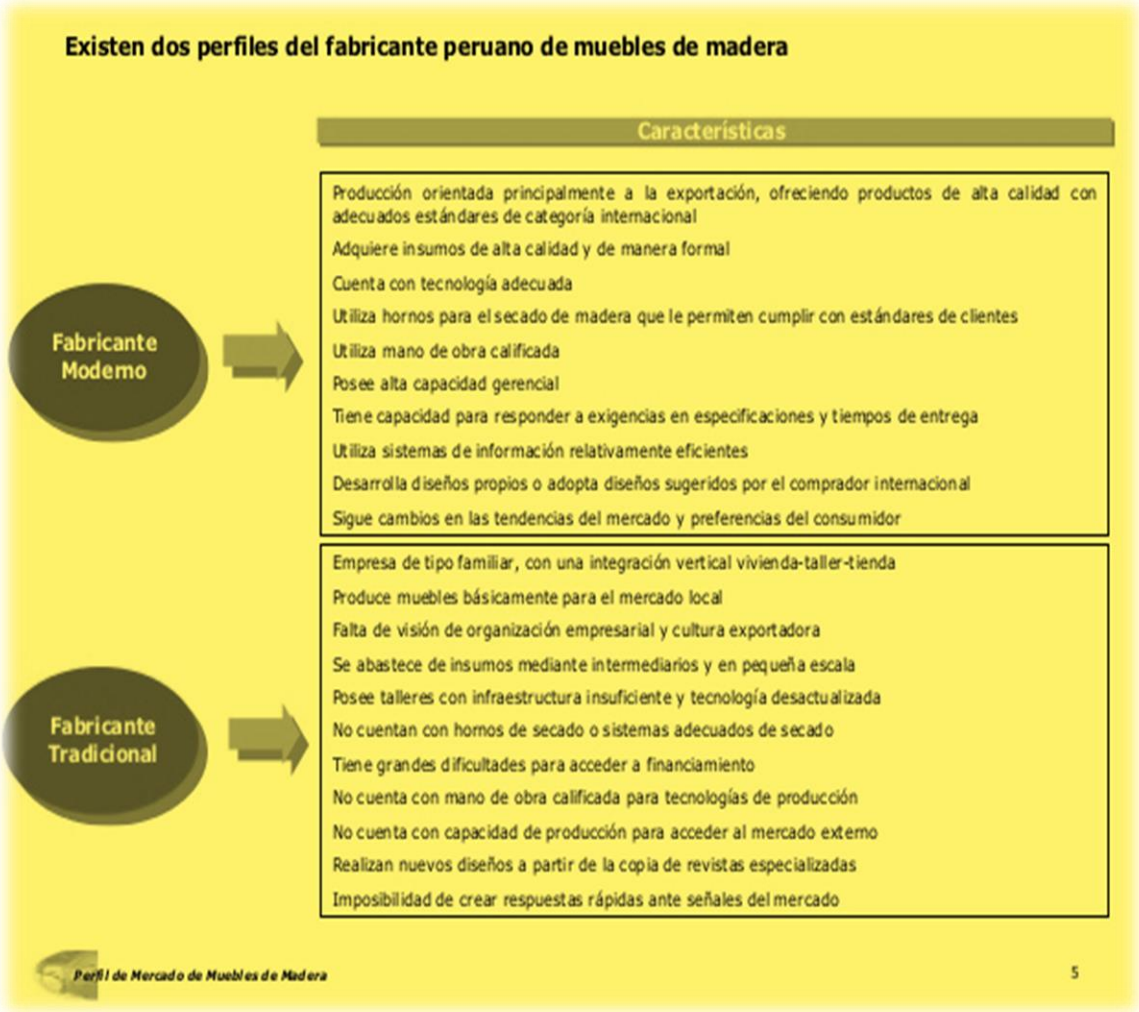 Existen dos perfiles del fabricante peruano de muebles de madera
Características
Fabricante
Moderno
Producción orientada principalmente a la exportación, ofreciendo productos de alta calidad con
adecuados estándares de categoría internacional
Adquiere insumos de alta calidad y de manera formal
Cuenta con tecnología adecuada
Utiliza hornos para el secado de madera que le permiten cumplir con estándares de clientes
Utiliza mano de obra calificada
Posee alta capacidad gerencial
Tiene capacidad para responder a exigencias en especificaciones y tiempos de entrega
Utiliza sistemas de información relativamente eficientes
Desarrolla diseños propios o adopta diseños sugeridos por el comprador internacional
Sigue cambios en las tendencias del mercado y preferencias del consumidor
Fabricante
Tradicional
Empresa de tipo familiar, con una integración vertical vivienda-taller-tienda
Produce muebles básicamente para el mercado local
Falta de visión de organización empresarial y cultura exportadora
Se abastece de insumos mediante intermediarios y en pequeña escala
Posee talleres con infraestructura insuficiente y tecnología desactualizada
No cuentan con hornos de secado o sistemas adecuados de secado
Tiene grandes dificultades para acceder a financiamiento
No cuenta con mano de obra calificada para tecnologías de producción
No cuenta con capacidad de producción para acceder al mercado externo
Realizan nuevos diseños a partir de la copia de revistas especializadas
Imposibilidad de crear respuestas rápidas ante señales del mercado
Perfil de Mercado de Muebles de Madera
5